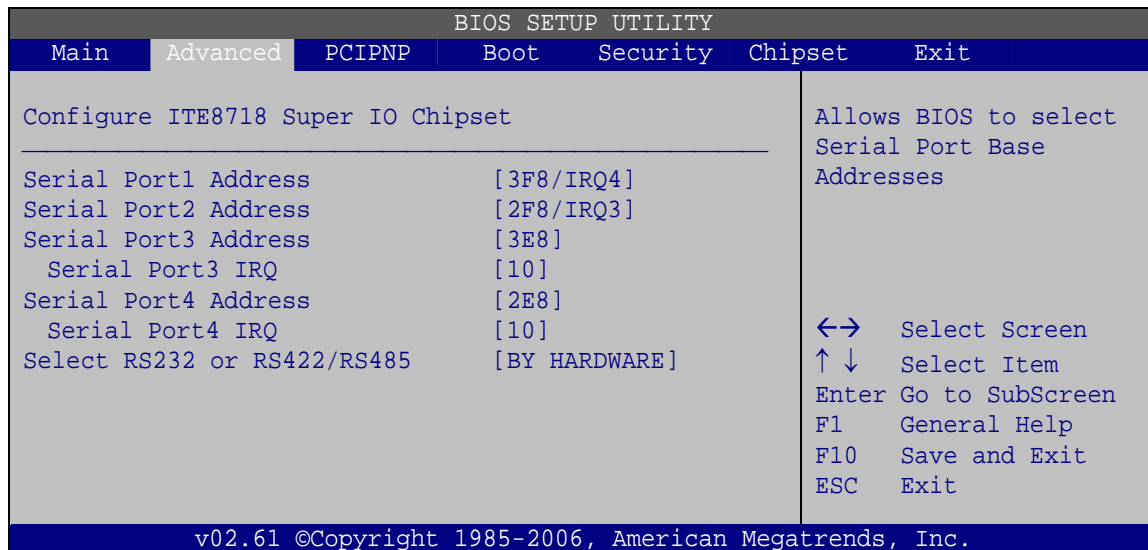 BIOS SETUP UTILITY
Main Advanced PCIPNP Boot Security Chipset Exit
Configure ITE8718 Super IO Chipset
Serial Port1 Address [3F8/IRQ4]
Serial Port2 Address [2F8/IRQ3]
Serial Port3 Address [3E8]
Serial Port3 IRQ [10]
Serial Port4 Address [2E8]
Serial Port4 IRQ [10]
Select RS232 or RS422/RS485 [BY HARDWARE]
Allows BIOS to select
Serial Port Base
Addresses
←→ Select Screen
↑ ↓ Select Item
Enter Go to SubScreen
F1 General Help
F10 Save and Exit
ESC Exit
v02.61 ©Copyright 1985-2006, American Megatrends, Inc.